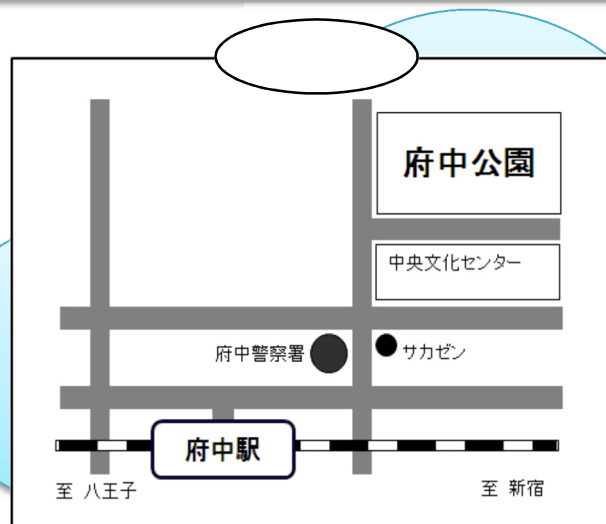 府中公園
中央文化センター
府中警察署
サカゼン
府中駅
至 八王子
至 新宿